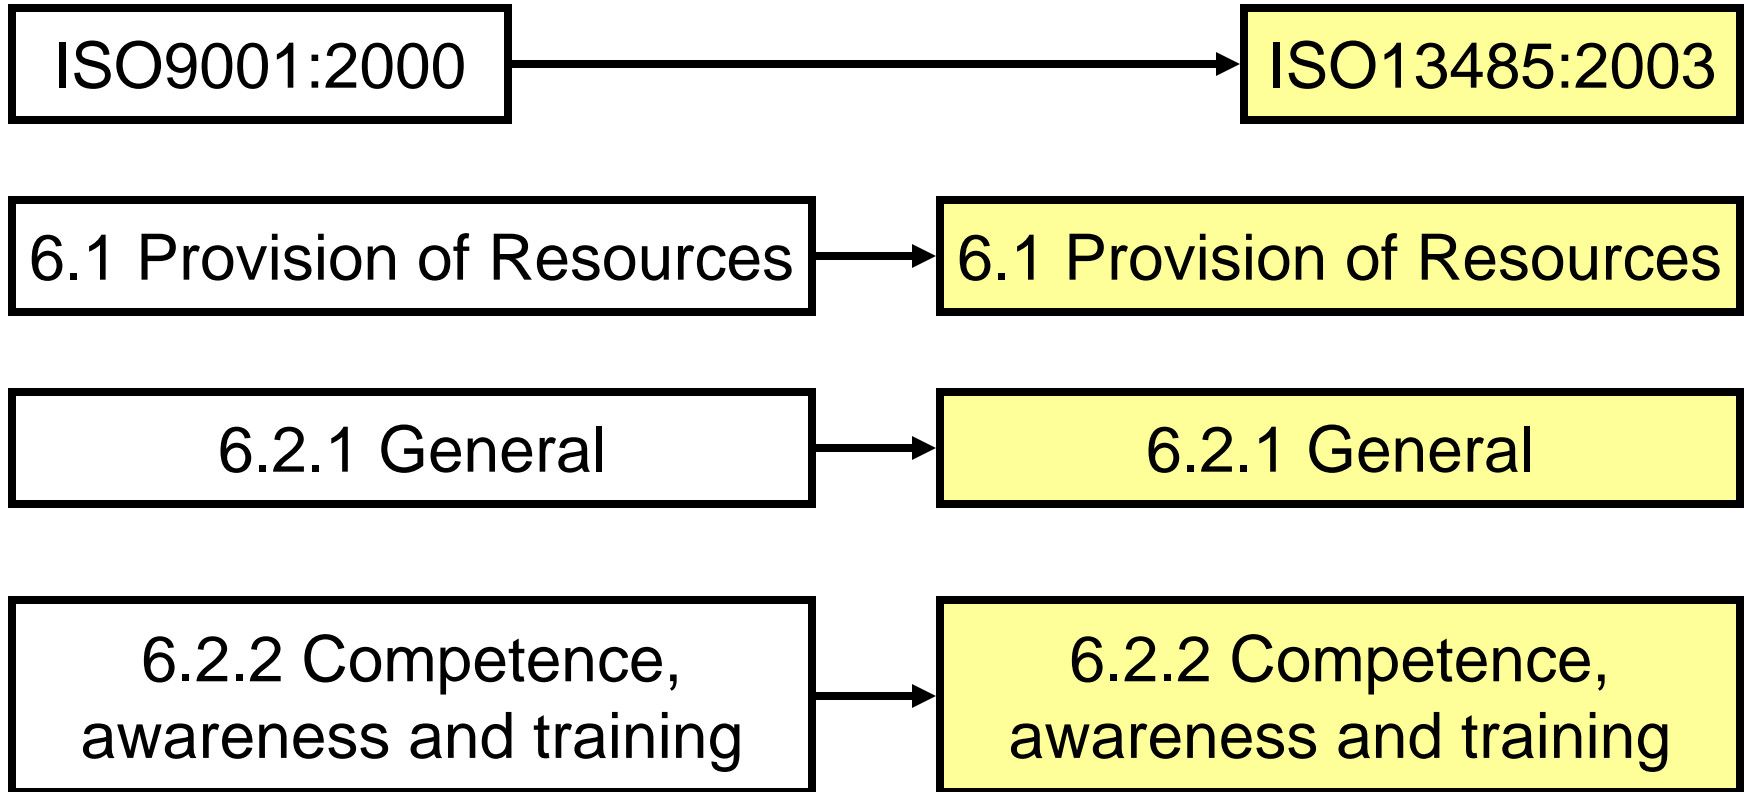 ISO9001:2000
ISO13485:2003
6.1 Provision of Resources
6.1 Provision of Resources
6.2.1 General
6.2.1 General
6.2.2 Competence,
awareness and training
6.2.2 Competence,
awareness and training